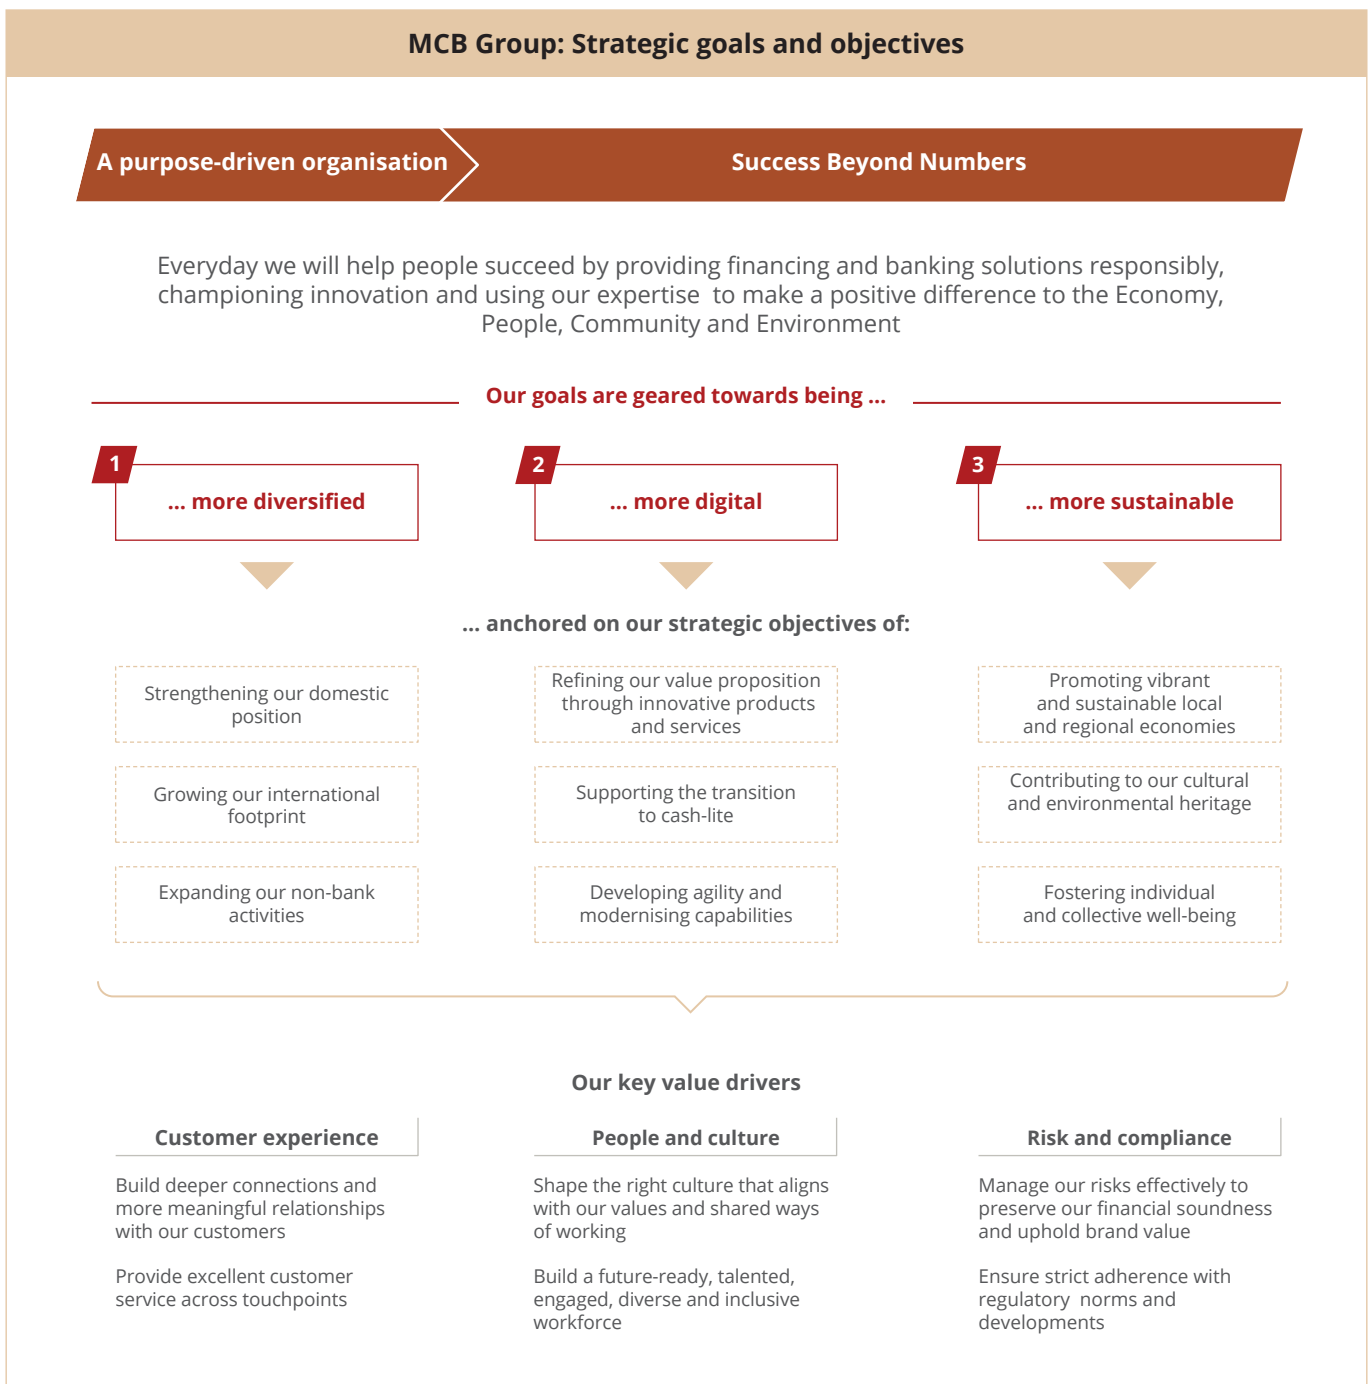 MCB Group: Strategic goals and objectives
A purpose-driven organisation
Success Beyond Numbers
Everyday we will help people succeed by providing financing and banking solutions responsibly,
championing innovation and using our expertise to make a positive difference to the Economy,
People, Community and Environment
Our goals are geared towards being ...
1
... more diversified
2
... more digital
3
... more sustainable
... anchored on our strategic objectives of:
Strengthening our domestic
position
Refining our value proposition
through innovative products
and services
Promoting vibrant
and sustainable local
and regional economies
Growing our international
footprint
Supporting the transition
to cash-lite
Contributing to our cultural
and environmental heritage
Expanding our non-bank
activities
Developing agility and
modernising capabilities
Fostering individual
and collective well-being
Our key value drivers
Customer experience
Build deeper connections and
more meaningful relationships
with our customers
Provide excellent customer
service across touchpoints
People and culture
Shape the right culture that aligns
with our values and shared ways
of working
Build a future-ready, talented,
engaged, diverse and inclusive
workforce
Risk and compliance
Manage our risks effectively to
preserve our financial soundness
and uphold brand value
Ensure strict adherence with
regulatory norms and
developments